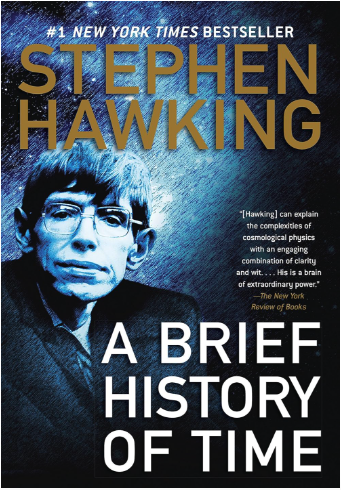 #1 NEW YORK TIMES BESTSELLER
STEPHEN
HAWKING
"[Hawking] can explain
the complexities of
cosmological physics
with an engaging
combination of clarity
and wit. . . . His is a brain
of extraordinary power."
—The New York
Review of Books
A BRIEF
HISTORY
OF TIME